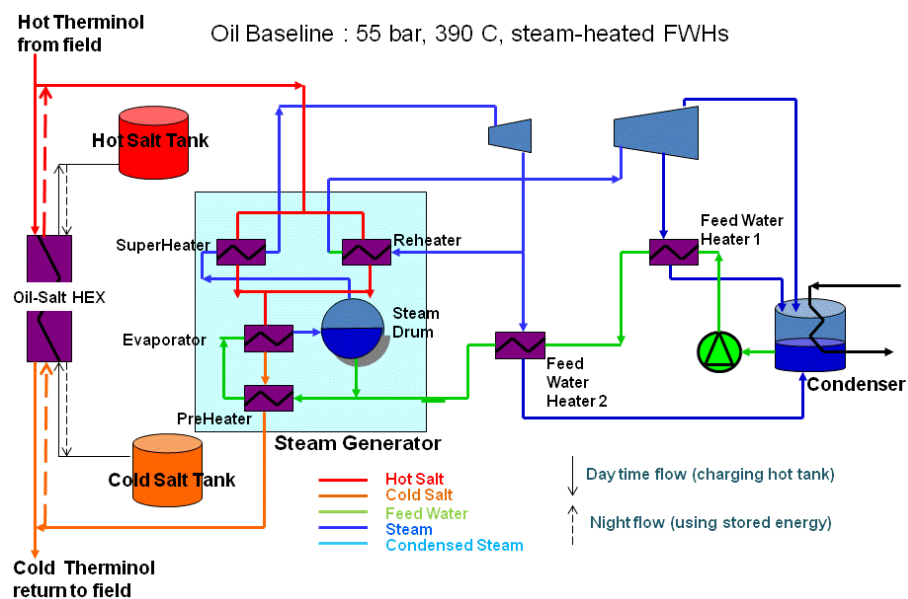 Hot Therminol
from field
Oil Baseline : 55 bar, 390 C, steam-heated FWHs
Hot Salt Tank
SuperHeater
Reheater
Feed Water
Heater 1
Oil-Salt HEX
Steam
Drum
Evaporator
Feed
Water
Heater 2
Condenser
PreHeater
Steam Generator
Cold Salt Tank
Hot Salt
Cold Salt
Feed Water
Steam
Condensed Steam
Day time flow (charging hot tank)
Night flow (using stored energy)
Cold Therminol
return to field